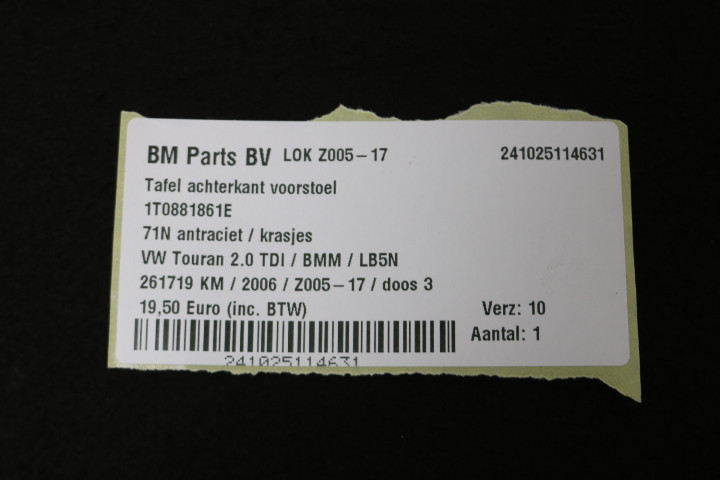 BM Parts BV LOK Z005-17 241025114631
Tafel achterkant voorstoel
1T0881861E
71N antraciet / krasjes
VW Touran 2.0 TDI / BMM / LB5N
261719 KM / 2006 / Z005-17 / doos 3
19,50 Euro (inc. BTW) Verz: 10
Aantal: 1
241025114631